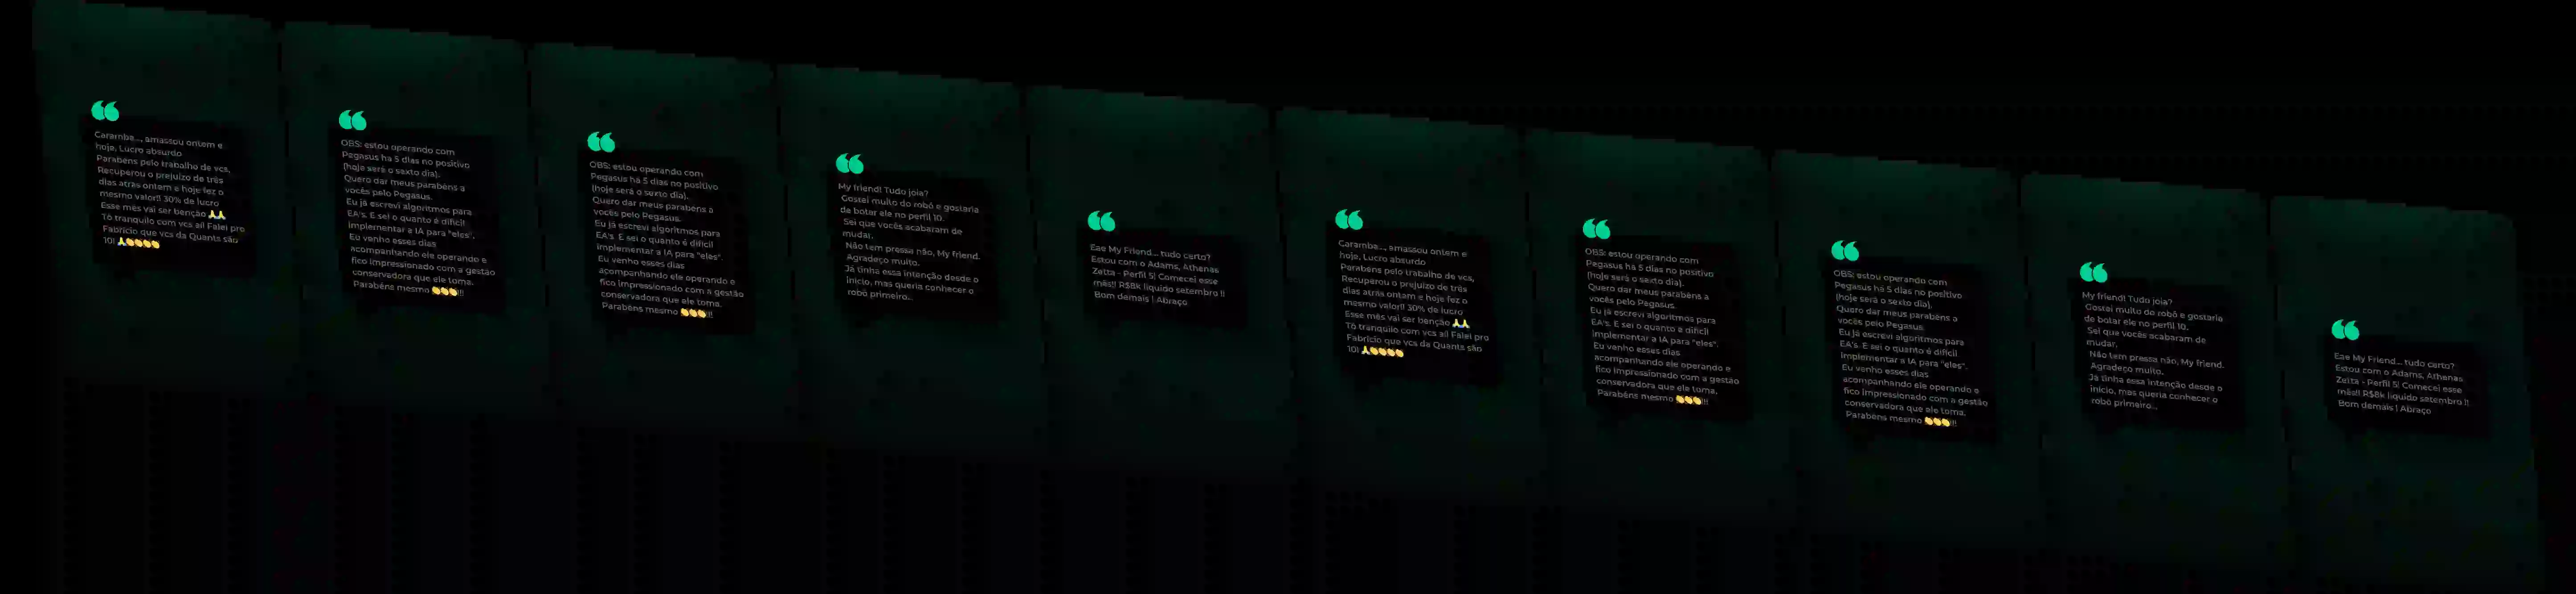 Caramba..., amassou ontem e
hoje, Lucro absurdo
Parabéns pelo trabalho de vcs,
Recuperou o prejuízo de três
dias atras ontem e hoje fez o
mesmo valor!! 30% de lucro
Esse mês vai ser benção 🙏🙏
Tô tranquilo com vcs aí! Falei pro
Fabrício que vcs da Quants são
10! 🙏👏👏👏👏
OBS: estou operando com
Pegasus há 5 dias no positivo
(hoje será o sexto dia).
Quero dar meus parabéns a
vocês pelo Pegasus.
Eu já escrevi algoritmos para
EA's. E sei o quanto é difícil
implementar a IA para "eles".
Eu venho esses dias
acompanhando ele operando e
fico impressionado com a gestão
conservadora que ele toma.
Parabéns mesmo 👏👏👏!!!
OBS: estou operando com
Pegasus há 5 dias no positivo
(hoje será o sexto dia).
Quero dar meus parabéns a
vocês pelo Pegasus.
Eu já escrevi algoritmos para
EA's. E sei o quanto é difícil
implementar a IA para "eles".
Eu venho esses dias
acompanhando ele operando e
fico impressionado com a gestão
conservadora que ele toma.
Parabéns mesmo 👏👏👏!!!
My friend! Tudo joia?
Gostei muito do robô e gostaria
de botar ele no perfil 10.
Sei que vocês acabaram de
mudar.
Não tem pressa não, My friend.
Agradeço muito.
Já tinha essa intenção desde o
início, mas queria conhecer o
robô primeiro...
Eae My Friend... tudo certo?
Estou com o Adams, Athenas
Zetta - Perfil 5! Comecei esse
mês!! R$8k líquido setembro !!
Bom demais ! Abraço
Caramba..., amassou ontem e
hoje, Lucro absurdo
Parabéns pelo trabalho de vcs,
Recuperou o prejuízo de três
dias atras ontem e hoje fez o
mesmo valor!! 30% de lucro
Esse mês vai ser benção 🙏🙏
Tô tranquilo com vcs aí! Falei pro
Fabrício que vcs da Quants são
10! 🙏👏👏👏👏
OBS: estou operando com
Pegasus há 5 dias no positivo
(hoje será o sexto dia).
Quero dar meus parabéns a
vocês pelo Pegasus.
Eu já escrevi algoritmos para
EA's. E sei o quanto é difícil
implementar a IA para "eles".
Eu venho esses dias
acompanhando ele operando e
fico impressionado com a gestão
conservadora que ele toma.
Parabéns mesmo 👏👏👏!!!
OBS: estou operando com
Pegasus há 5 dias no positivo
(hoje será o sexto dia).
Quero dar meus parabéns a
vocês pelo Pegasus.
Eu já escrevi algoritmos para
EA's. E sei o quanto é difícil
implementar a IA para "eles".
Eu venho esses dias
acompanhando ele operando e
fico impressionado com a gestão
conservadora que ele toma.
Parabéns mesmo 👏👏👏!!!
My friend! Tudo joia?
Gostei muito do robô e gostaria
de botar ele no perfil 10.
Sei que vocês acabaram de
mudar.
Não tem pressa não, My friend.
Agradeço muito.
Já tinha essa intenção desde o
início, mas queria conhecer o
robô primeiro...
Eae My Friend... tudo certo?
Estou com o Adams, Athenas
Zetta - Perfil 5! Comecei esse
mês!! R$8k líquido setembro !!
Bom demais ! Abraço